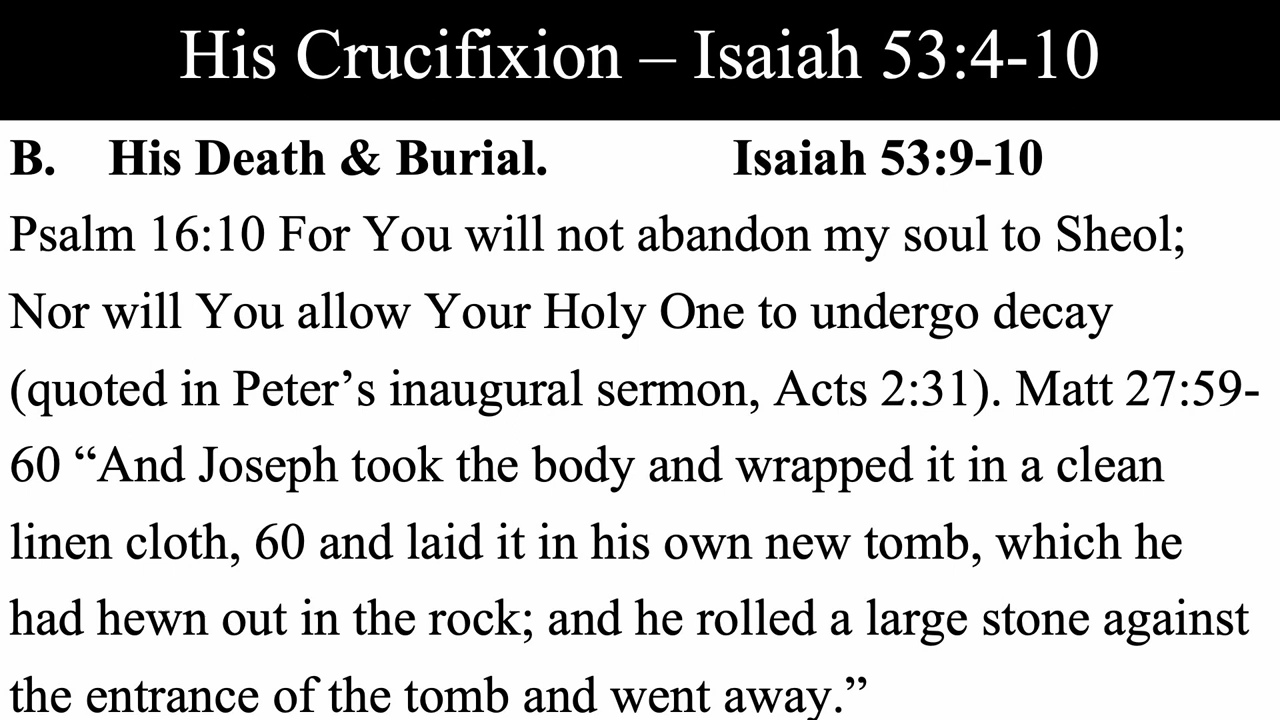 His Crucifixion – Isaiah 53:4-10
B. His Death & Burial. Isaiah 53:9-10
Psalm 16:10 For You will not abandon my soul to Sheol;
Nor will You allow Your Holy One to undergo decay
(quoted in Peter’s inaugural sermon, Acts 2:31). Matt 27:59-
60 “And Joseph took the body and wrapped it in a clean
linen cloth, 60 and laid it in his own new tomb, which he
had hewn out in the rock; and he rolled a large stone against
the entrance of the tomb and went away.”